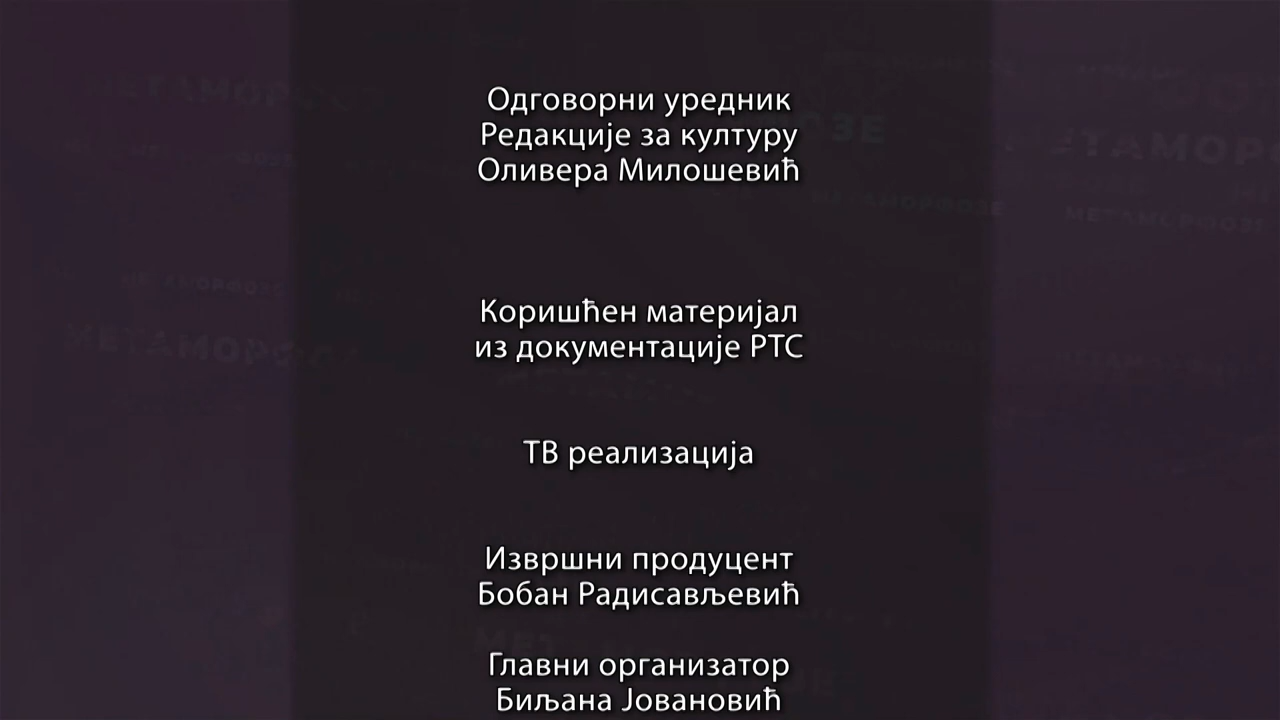 Одговорни уредник
Редакције за културу
Оливера Милошевић
Коришћен материјал
из документације РТС
ТВ реализација
Извршни продуцент
Бобан Радисављевић
Главни организатор
Биљана Јовановић